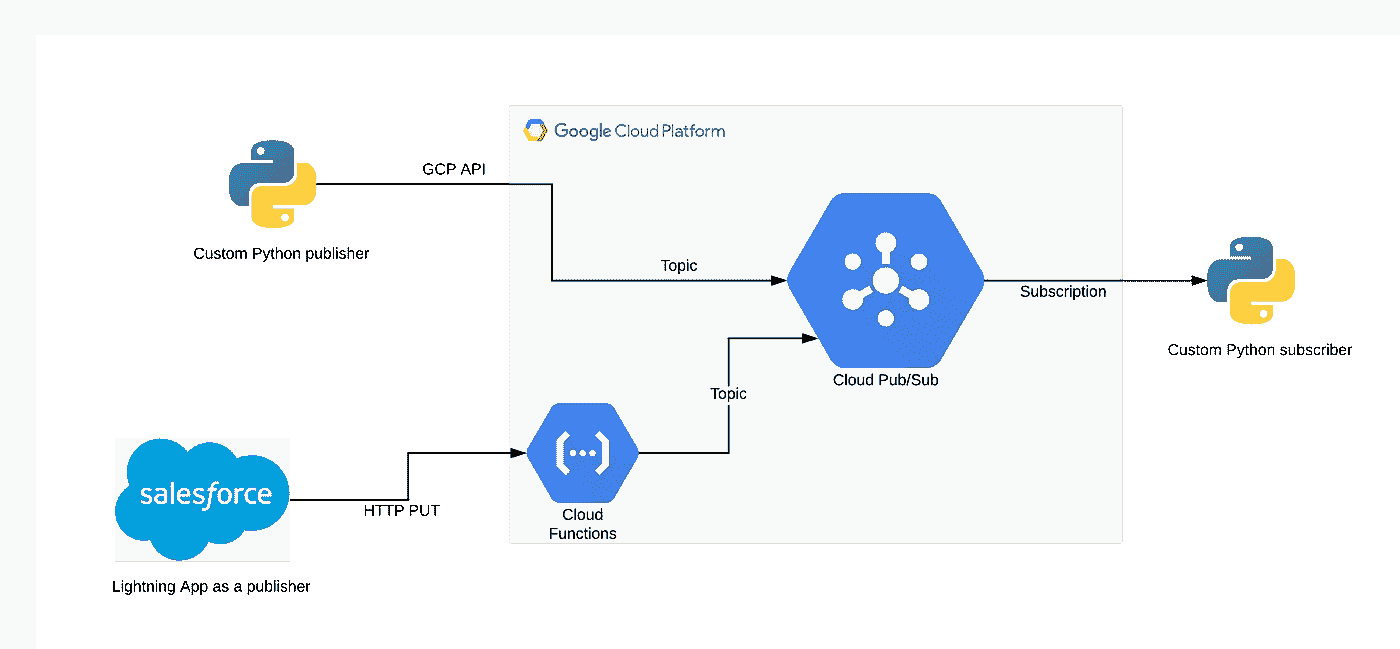 Google Cloud Platform
GCP API
Custom Python publisher
Topic
Subscription
Custom Python subscriber
Cloud Pub/Sub
Topic
salesforce
HTTP PUT
Cloud
Functions
Lightning App as a publisher